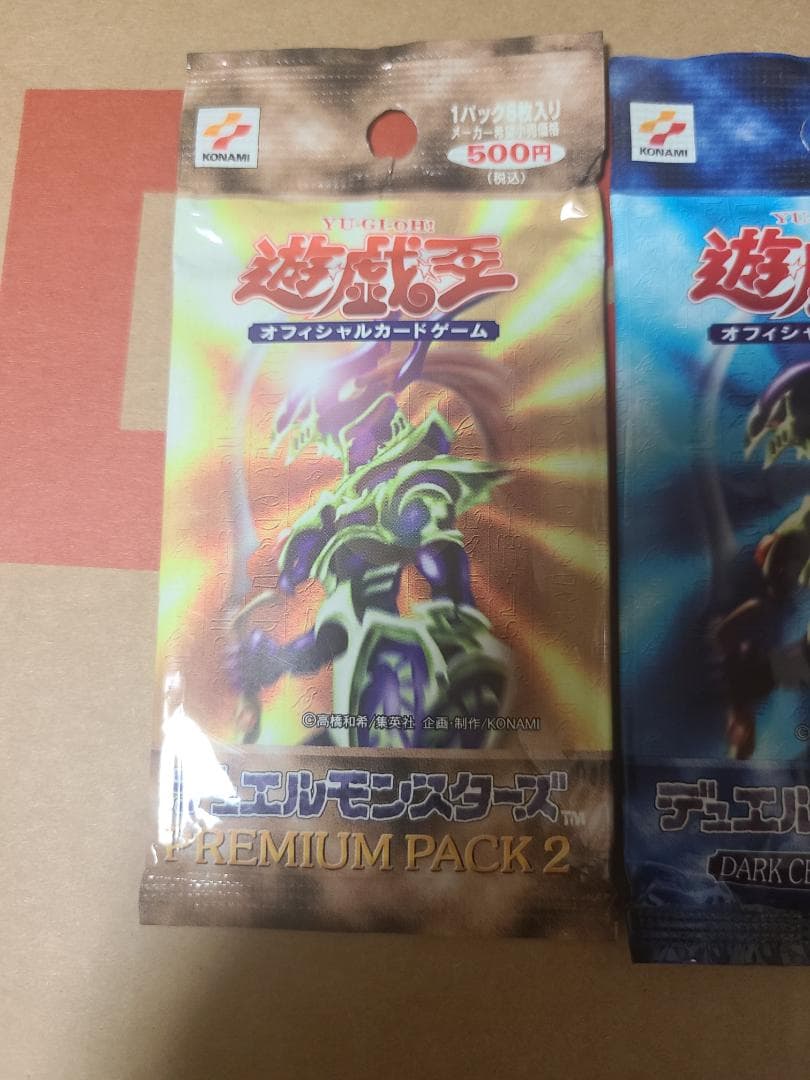 KONAMI
1パック5枚入り
メーカー希望小売価格
500円
(税込)
YU-GI-OH!
遊戯王
オフィシャルカードゲーム
©高橋和希/集英社 企画・制作/KONAMI
デュエルモンスターズ™
PREMIUM PACK 2
KONAMI
YU
遊
オフィシャ
©
デュエル
DARK CE